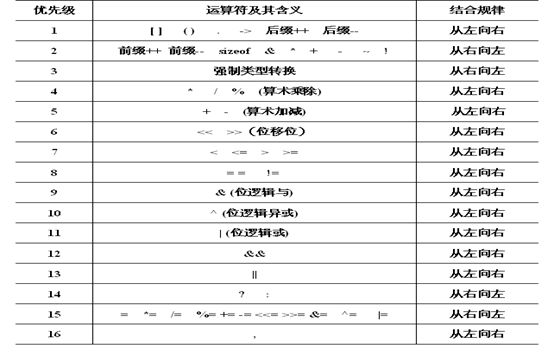 优先级 运算符及其含义 结合规律
1 [ ] ( ) . -> 后缀++ 后缀-- 从左向右
2 前缀++ 前缀-- sizeof & * + - ~ ! 从右向左
3 强制类型转换 从右向左
4 * / % (算术乘除) 从左向右
5 + - (算术加减) 从左向右
6 << >> (位移位) 从左向右
7 < <= > >= 从左向右
8 == != 从左向右
9 & (位逻辑与) 从左向右
10 ^ (位逻辑异或) 从左向右
11 | (位逻辑或) 从左向右
12 && 从左向右
13 || 从左向右
14 ? : 从右向左
15 = *= /= %= += -= <<= >>= &= ^= |= 从右向左
16 , 从左向右